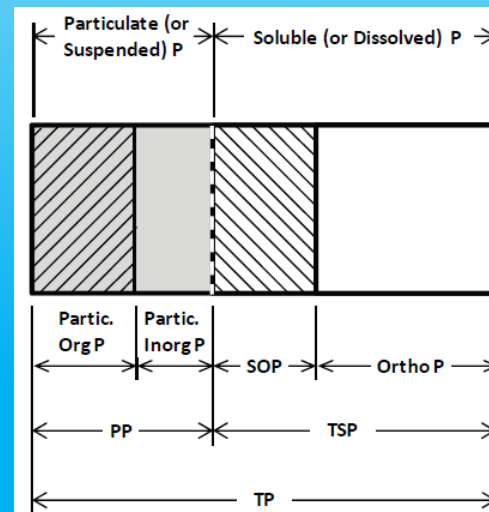 Particulate (or
Suspended) P
Soluble (or Dissolved) P
Partic.
Org P
Partic.
Inorg P
SOP
Ortho P
PP
TSP
TP